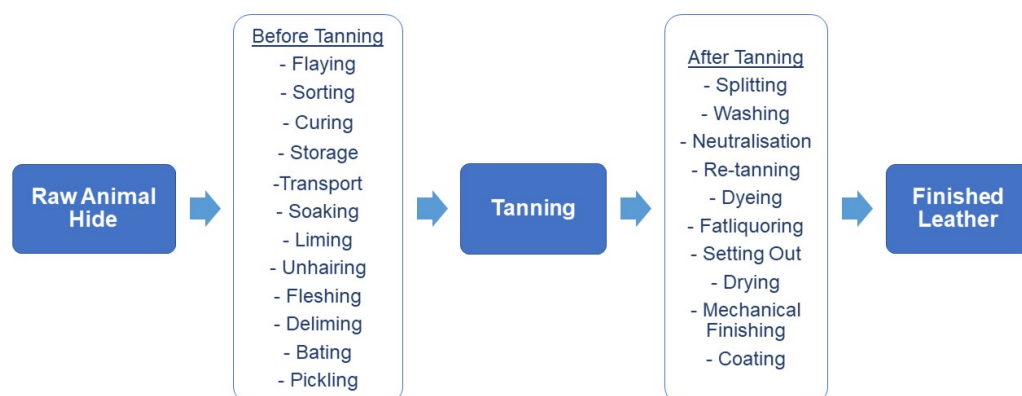 Raw Animal
Hide
Before Tanning
- Flaying
- Sorting
- Curing
- Storage
-Transport
- Soaking
- Liming
- Unhairing
- Fleshing
- Deliming
- Bating
- Pickling
Tanning
After Tanning
- Splitting
- Washing
- Neutralisation
- Re-tanning
- Dyeing
- Fatliquoring
- Setting Out
- Drying
- Mechanical
Finishing
- Coating
Finished
Leather